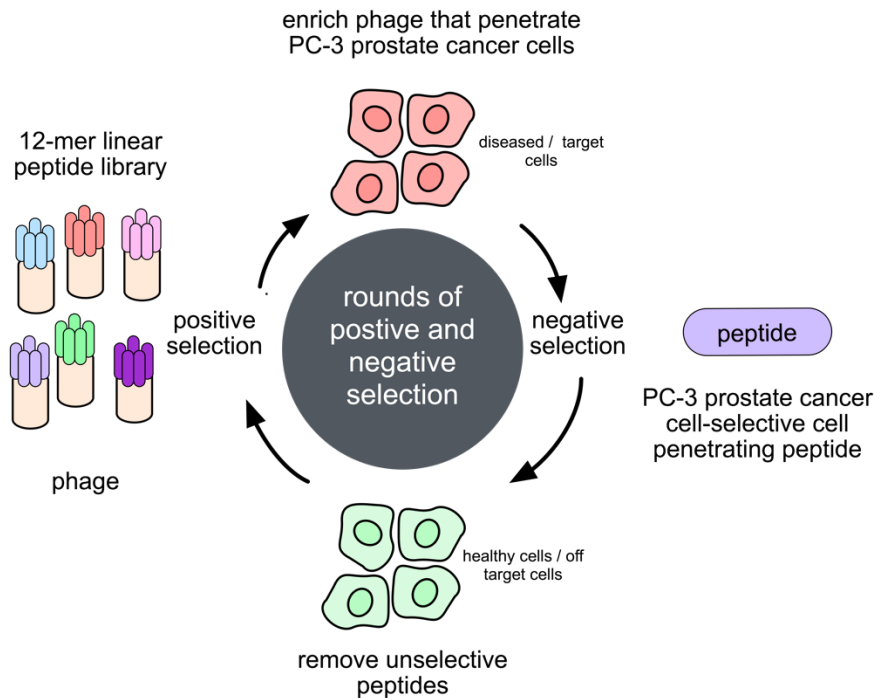 enrich phage that penetrate
PC-3 prostate cancer cells
12-mer linear
peptide library
diseased / target
cells
positive
selection
rounds of
postive and
negative
selection
negative
selection
peptide
PC-3 prostate cancer
cell-selective cell
penetrating peptide
phage
healthy cells / off
target cells
remove unselective
peptides